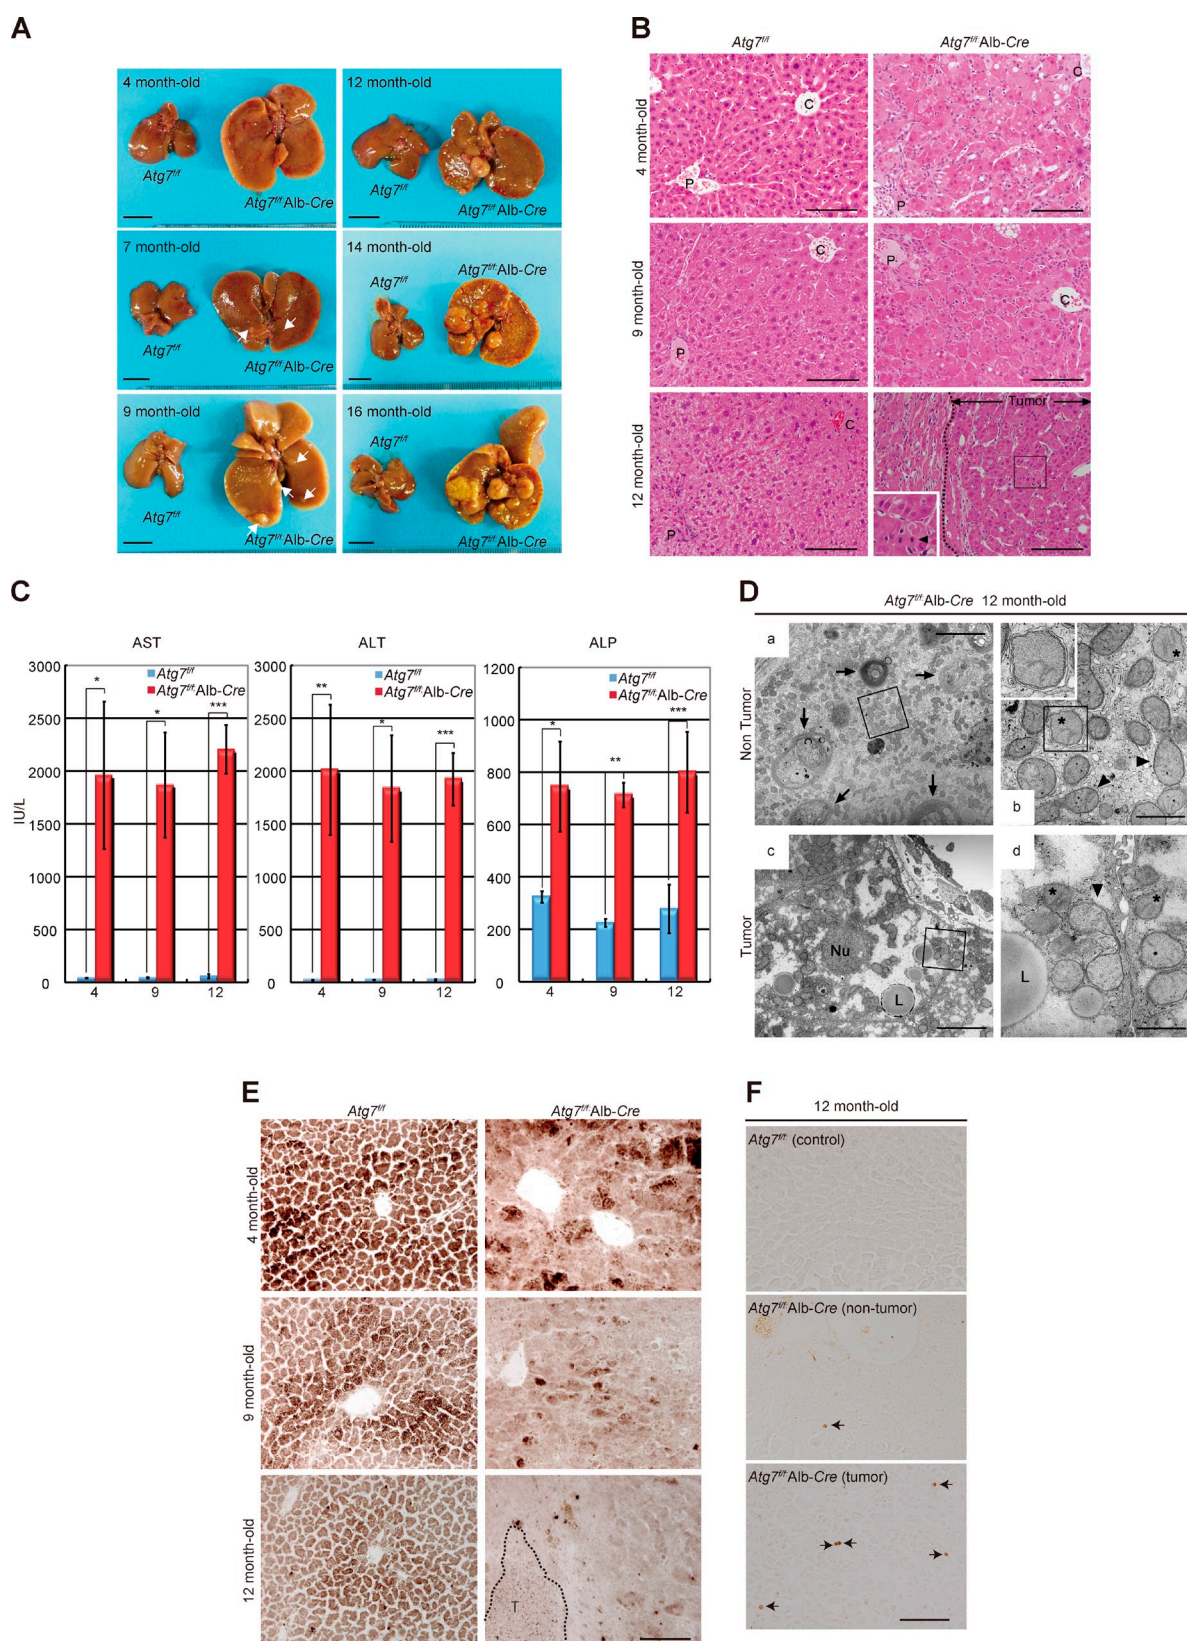 A
4 month-old
Atg7f/f
Atg7f/f:Alb-Cre
12 month-old
Atg7f/f
Atg7f/f:Alb-Cre
7 month-old
Atg7f/f
Atg7f/f:Alb-Cre
14 month-old
Atg7f/f
Atg7f/f:Alb-Cre
9 month-old
Atg7f/f
Atg7f/f:Alb-Cre
16 month-old
Atg7f/f
Atg7f/f:Alb-Cre
B
Atg7f/f
Atg7f/f:Alb-Cre
4 month-old
C
P
C
P
9 month-old
C
P
P
C
12 month-old
C
P
Tumor
C
AST
IU/L
3000
2500
2000
1500
1000
500
0
Atg7f/f
Atg7f/f:Alb-Cre
*
*
***
4 9 12
ALT
3000
2500
2000
1500
1000
500
0
Atg7f/f
Atg7f/f:Alb-Cre
**
*
***
4 9 12
ALP
1200
1000
800
600
400
200
0
Atg7f/f
Atg7f/f:Alb-Cre
*
**
***
4 9 12
D
Atg7f/f:Alb-Cre 12 month-old
Non Tumor
a
b
*
*
Tumor
c
Nu
L
d
*
*
L
E
Atg7f/f
Atg7f/f:Alb-Cre
4 month-old
9 month-old
12 month-old
T
F
12 month-old
Atg7f/f: (control)
Atg7f/f:Alb-Cre (non-tumor)
Atg7f/f:Alb-Cre (tumor)